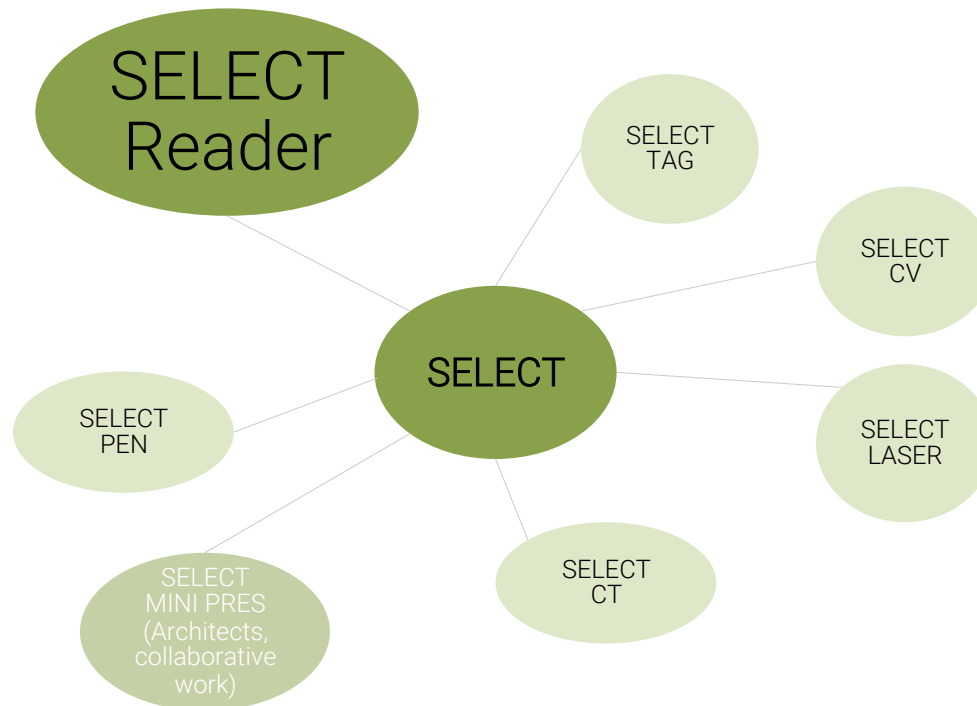 SELECT
Reader
SELECT
TAG
SELECT
CV
SELECT
SELECT
LASER
SELECT
PEN
SELECT
CT
SELECT
MINI PRES
(Architects,
collaborative
work)